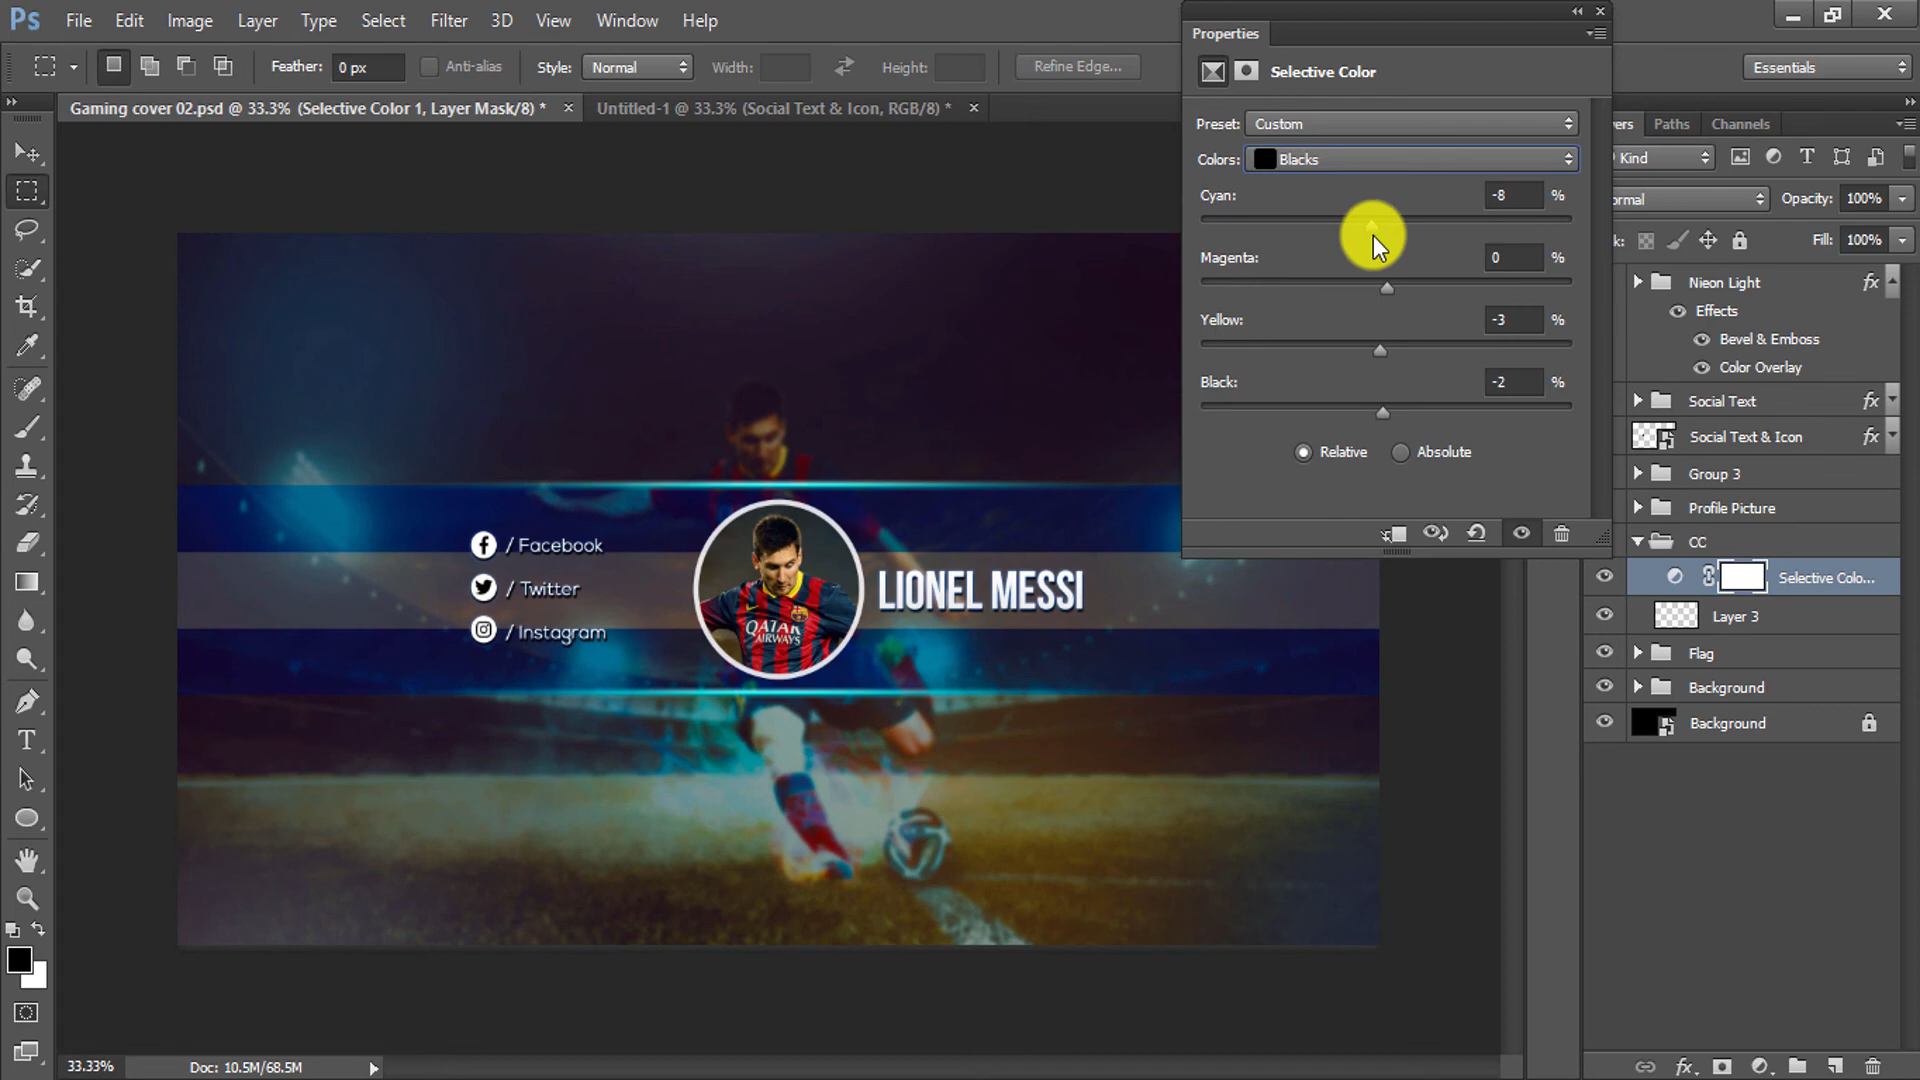 Ps File Edit Image Layer Type Select Filter 3D View Window Help
Feather: 0 px Anti-alias Style: Normal Width: Height: Refine Edge... Essentials
Gaming cover 02.psd @ 33.3% (Selective Color 1, Layer Mask/8) * Untitled-1 @ 33.3% (Social Text & Icon, RGB/8) *
Properties
Selective Color
Preset: Custom
Colors: Blacks
Cyan: -8 %
Magenta: 0 %
Yellow: -3 %
Black: -2 %
Relative Absolute
Paths Channels
Kind
Opacity: 100%
Fill: 100%
Nieon Light fx
Effects
Bevel & Emboss
Color Overlay
Social Text fx
Social Text & Icon fx
Group 3
Profile Picture
CC
Selective Colo...
Layer 3
Flag
Background
Background
/ Facebook
/ Twitter
/ Instagram
QATAR
AIRWAYS
LIONEL MESSI
33.33% Doc: 10.5M/68.5M
fx